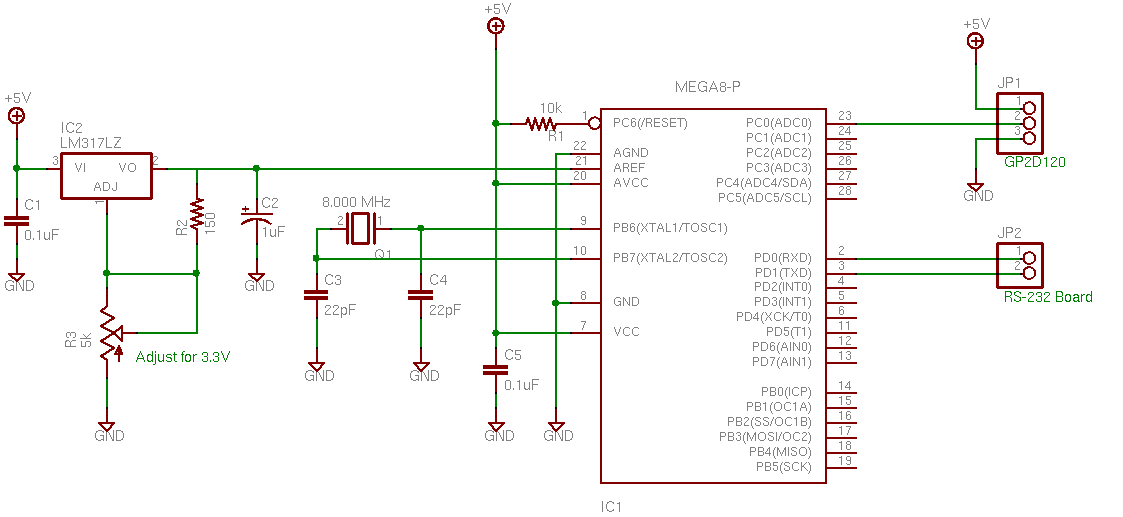 +5V
IC2
LM317LZ
3
VI
VO
2
ADJ
1
C1
0.1uF
GND
R2
150
+
C2
1uF
GND
R3
5K
Adjust for 3.3V
GND
8.000 MHz
2
1
Q1
C3
22pF
GND
C4
22pF
GND
+5V
10k
R1
C5
0.1uF
GND
GND
MEGA8-P
1
PC6(/RESET)
22
AGND
21
AREF
20
AVCC
9
PB6(XTAL1/TOSC1)
10
PB7(XTAL2/TOSC2)
8
GND
7
VCC
PC0(ADC0)
23
PC1(ADC1)
24
PC2(ADC2)
25
PC3(ADC3)
26
PC4(ADC4/SDA)
27
PC5(ADC5/SCL)
28
PD0(RXD)
2
PD1(TXD)
3
PD2(INT0)
4
PD3(INT1)
5
PD4(XCK/T0)
6
PD5(T1)
11
PD6(AIN0)
12
PD7(AIN1)
13
PB0(ICP)
14
PB1(OC1A)
15
PB2(SS/OC1B)
16
PB3(MOSI/OC2)
17
PB4(MISO)
18
PB5(SCK)
19
IC1
+5V
JP1
1
2
3
GP2D120
GND
JP2
1
2
RS-232 Board